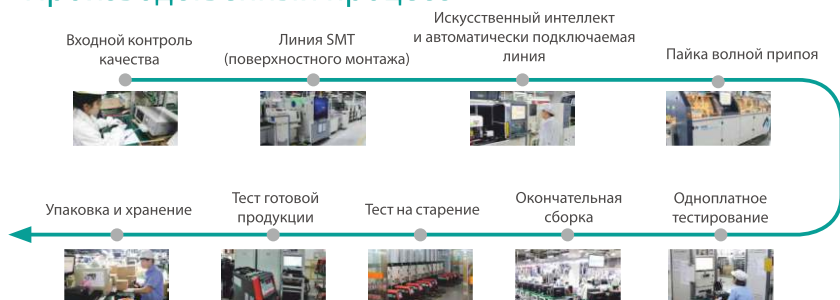 Входной контроль
качества
Линия SMT
(поверхностного монтажа)
Искусственный интеллект
и автоматически подключаемая
линия
Пайка волной припоя
Упаковка и хранение
Тест готовой
продукции
Тест на старение
Окончательная
сборка
Одноплатное
тестирование